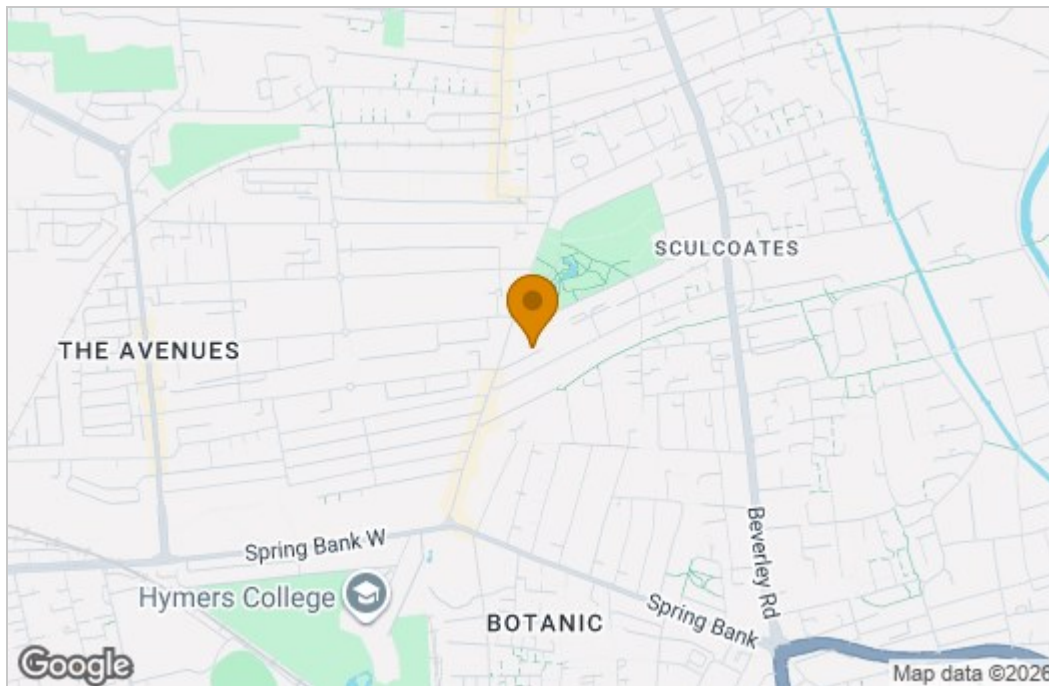 SCULCOATES
THE AVENUES
Spring Bank W
Beverley Rd
Hymers College
BOTANIC
Spring Bank
Google
Map data ©2026